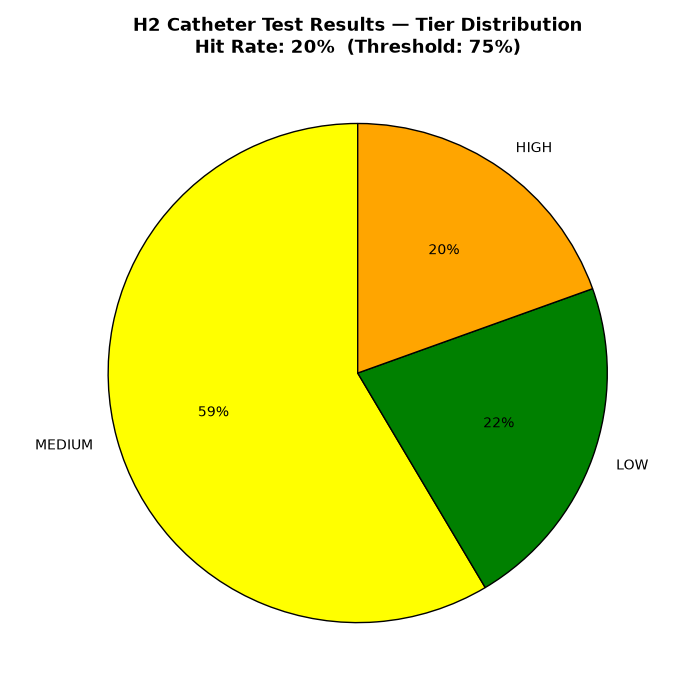 H2 Catheter Test Results — Tier Distribution
Hit Rate: 20%  (Threshold: 75%)
HIGH
20%
59%
22%
MEDIUM
LOW